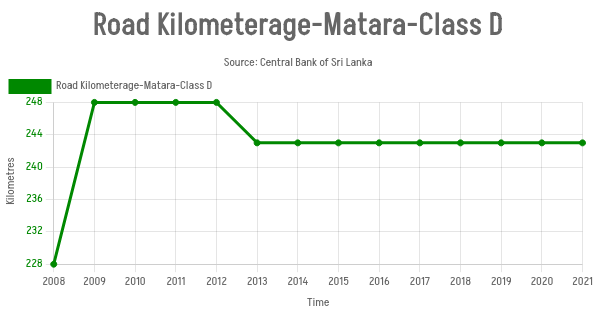 Road Kilometerage-Matara-Class D
Source: Central Bank of Sri Lanka
Road Kilometerage-Matara-Class D
248
244
240
236
232
228
Kilometres
2008 2009 2010 2011 2012 2013 2014 2015 2016 2017 2018 2019 2020 2021
Time